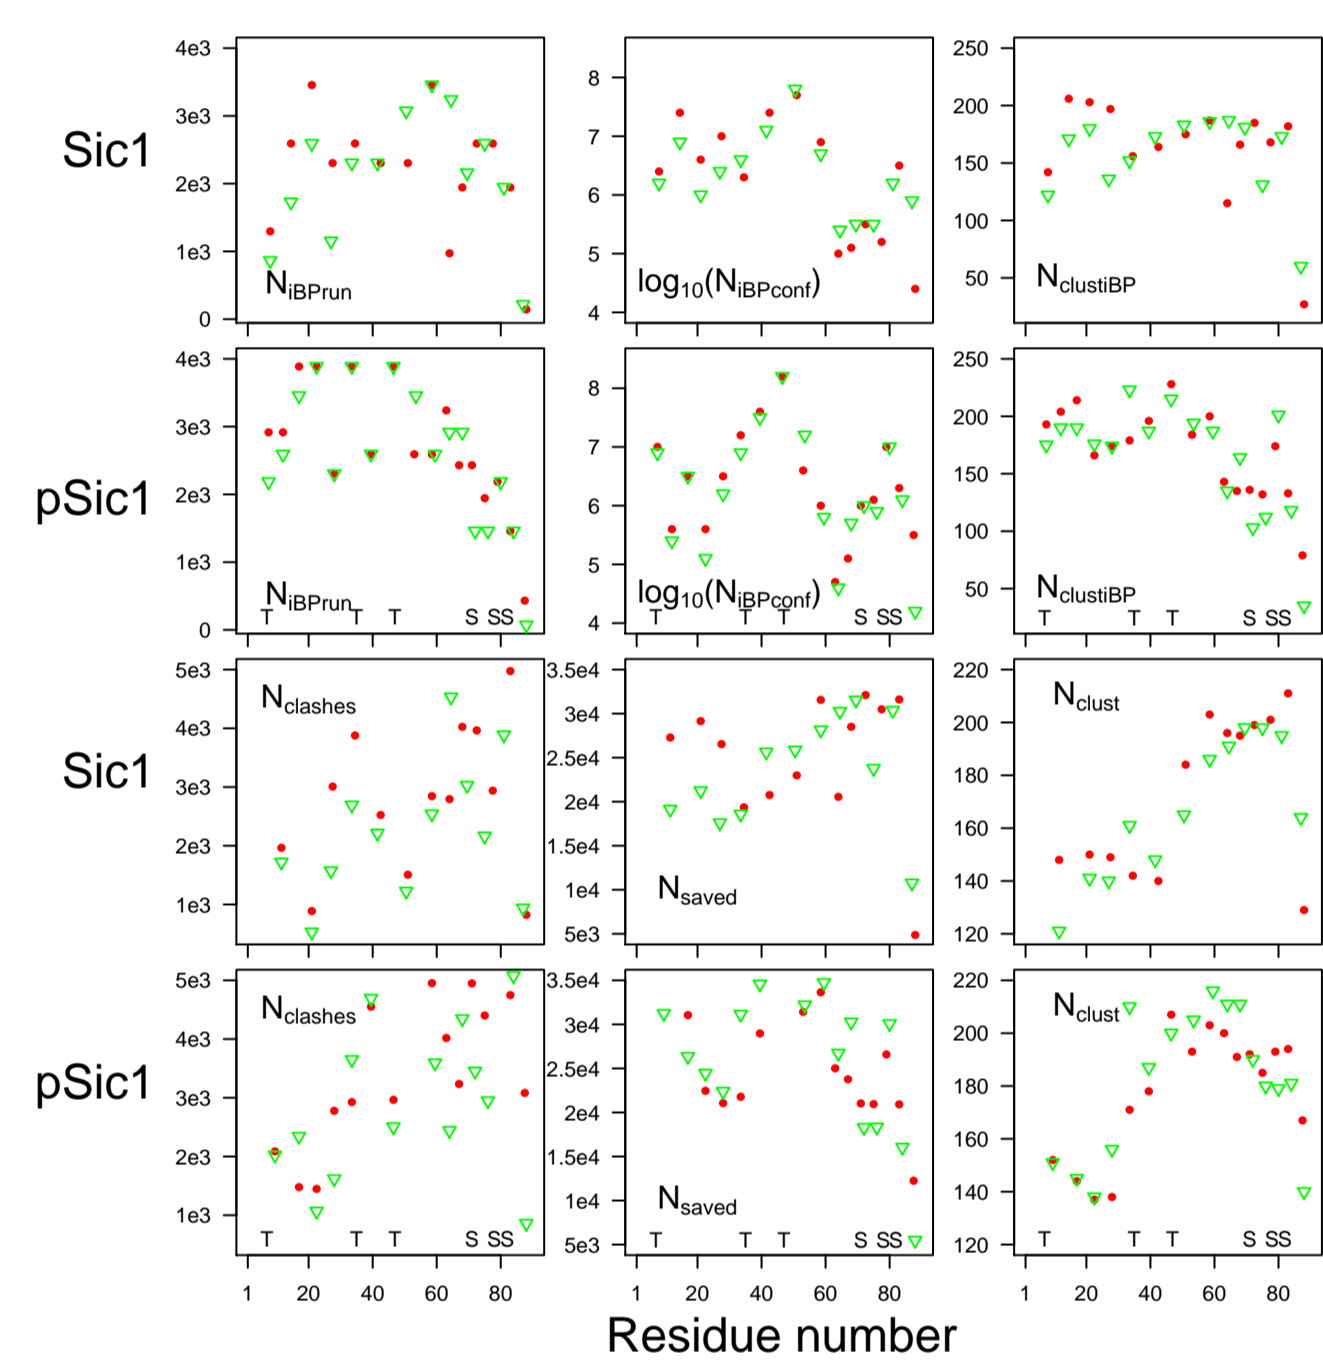 Sic1
4e3
3e3
2e3
1e3
0
N_iBPrun
8
7
6
5
4
log_10(N_iBPconf)
250
200
150
100
50
N_clustiBP
pSic1
4e3
3e3
2e3
1e3
0
N_iBPrun
T T T S SS
8
7
6
5
4
log_10(N_iBPconf)
T T T S SS
250
200
150
100
50
N_clustiBP
T T T S SS
Sic1
5e3
4e3
3e3
2e3
1e3
N_clashes
3.5e4
3e4
2.5e4
2e4
1.5e4
1e4
5e3
N_saved
220
200
180
160
140
120
N_clust
pSic1
5e3
4e3
3e3
2e3
1e3
N_clashes
T T T S SS
3.5e4
3e4
2.5e4
2e4
1.5e4
1e4
5e3
N_saved
T T T S SS
220
200
180
160
140
120
N_clust
T T T S SS
1 20 40 60 80
1 20 40 60 80
1 20 40 60 80
Residue number